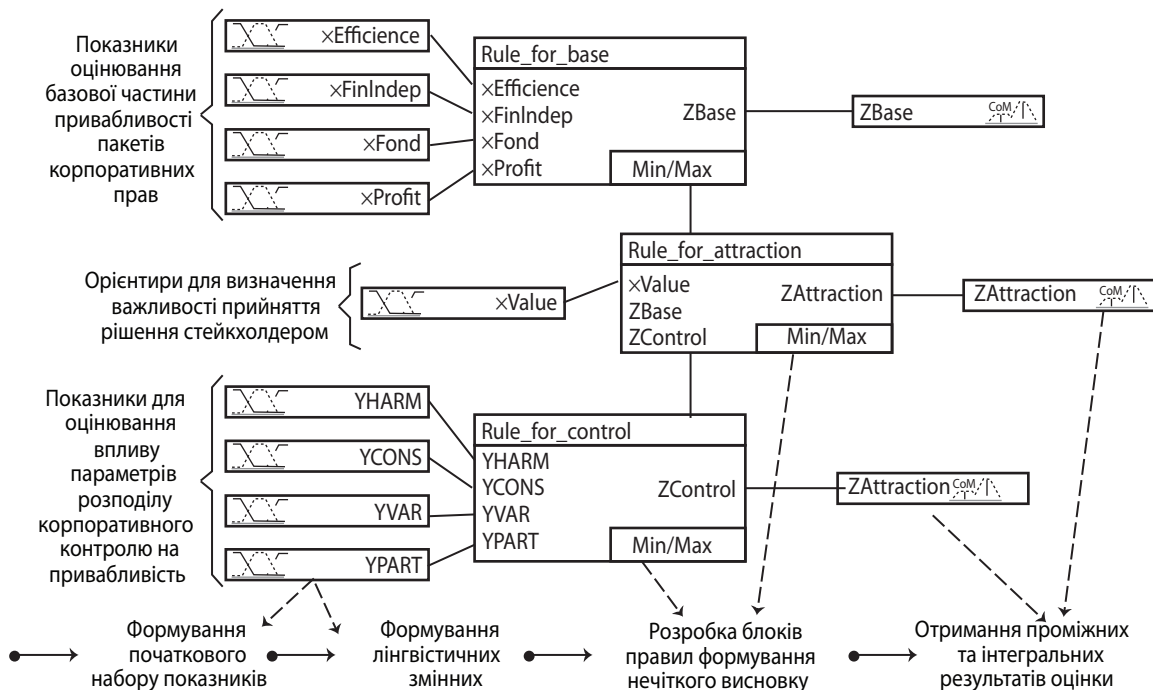 Показники
оцінювання
базової частини
привабливості
пакетів
корпоративних
прав
×Efficience
×FinIndep
×Fond
×Profit
Rule_for_base
×Efficience
×FinIndep
×Fond
×Profit
ZBase
Min/Max
ZBase
CoM
Орієнтири для визначення
важливості прийняття
рішення стейкхолдером
×Value
Rule_for_attraction
×Value
ZBase
ZControl
ZAttraction
Min/Max
ZAttraction
CoM
Показники для
оцінювання
впливу
параметрів
розподілу
корпоративного
контролю на
привабливість
YHARM
YCONS
YVAR
YPART
Rule_for_control
YHARM
YCONS
YVAR
YPART
ZControl
Min/Max
ZAttraction
CoM
Формування
початкового
набору показників
Формування
лінгвістичних
змінних
Розробка блоків
правил формування
нечіткого висновку
Отримання проміжних
та інтегральних
результатів оцінки